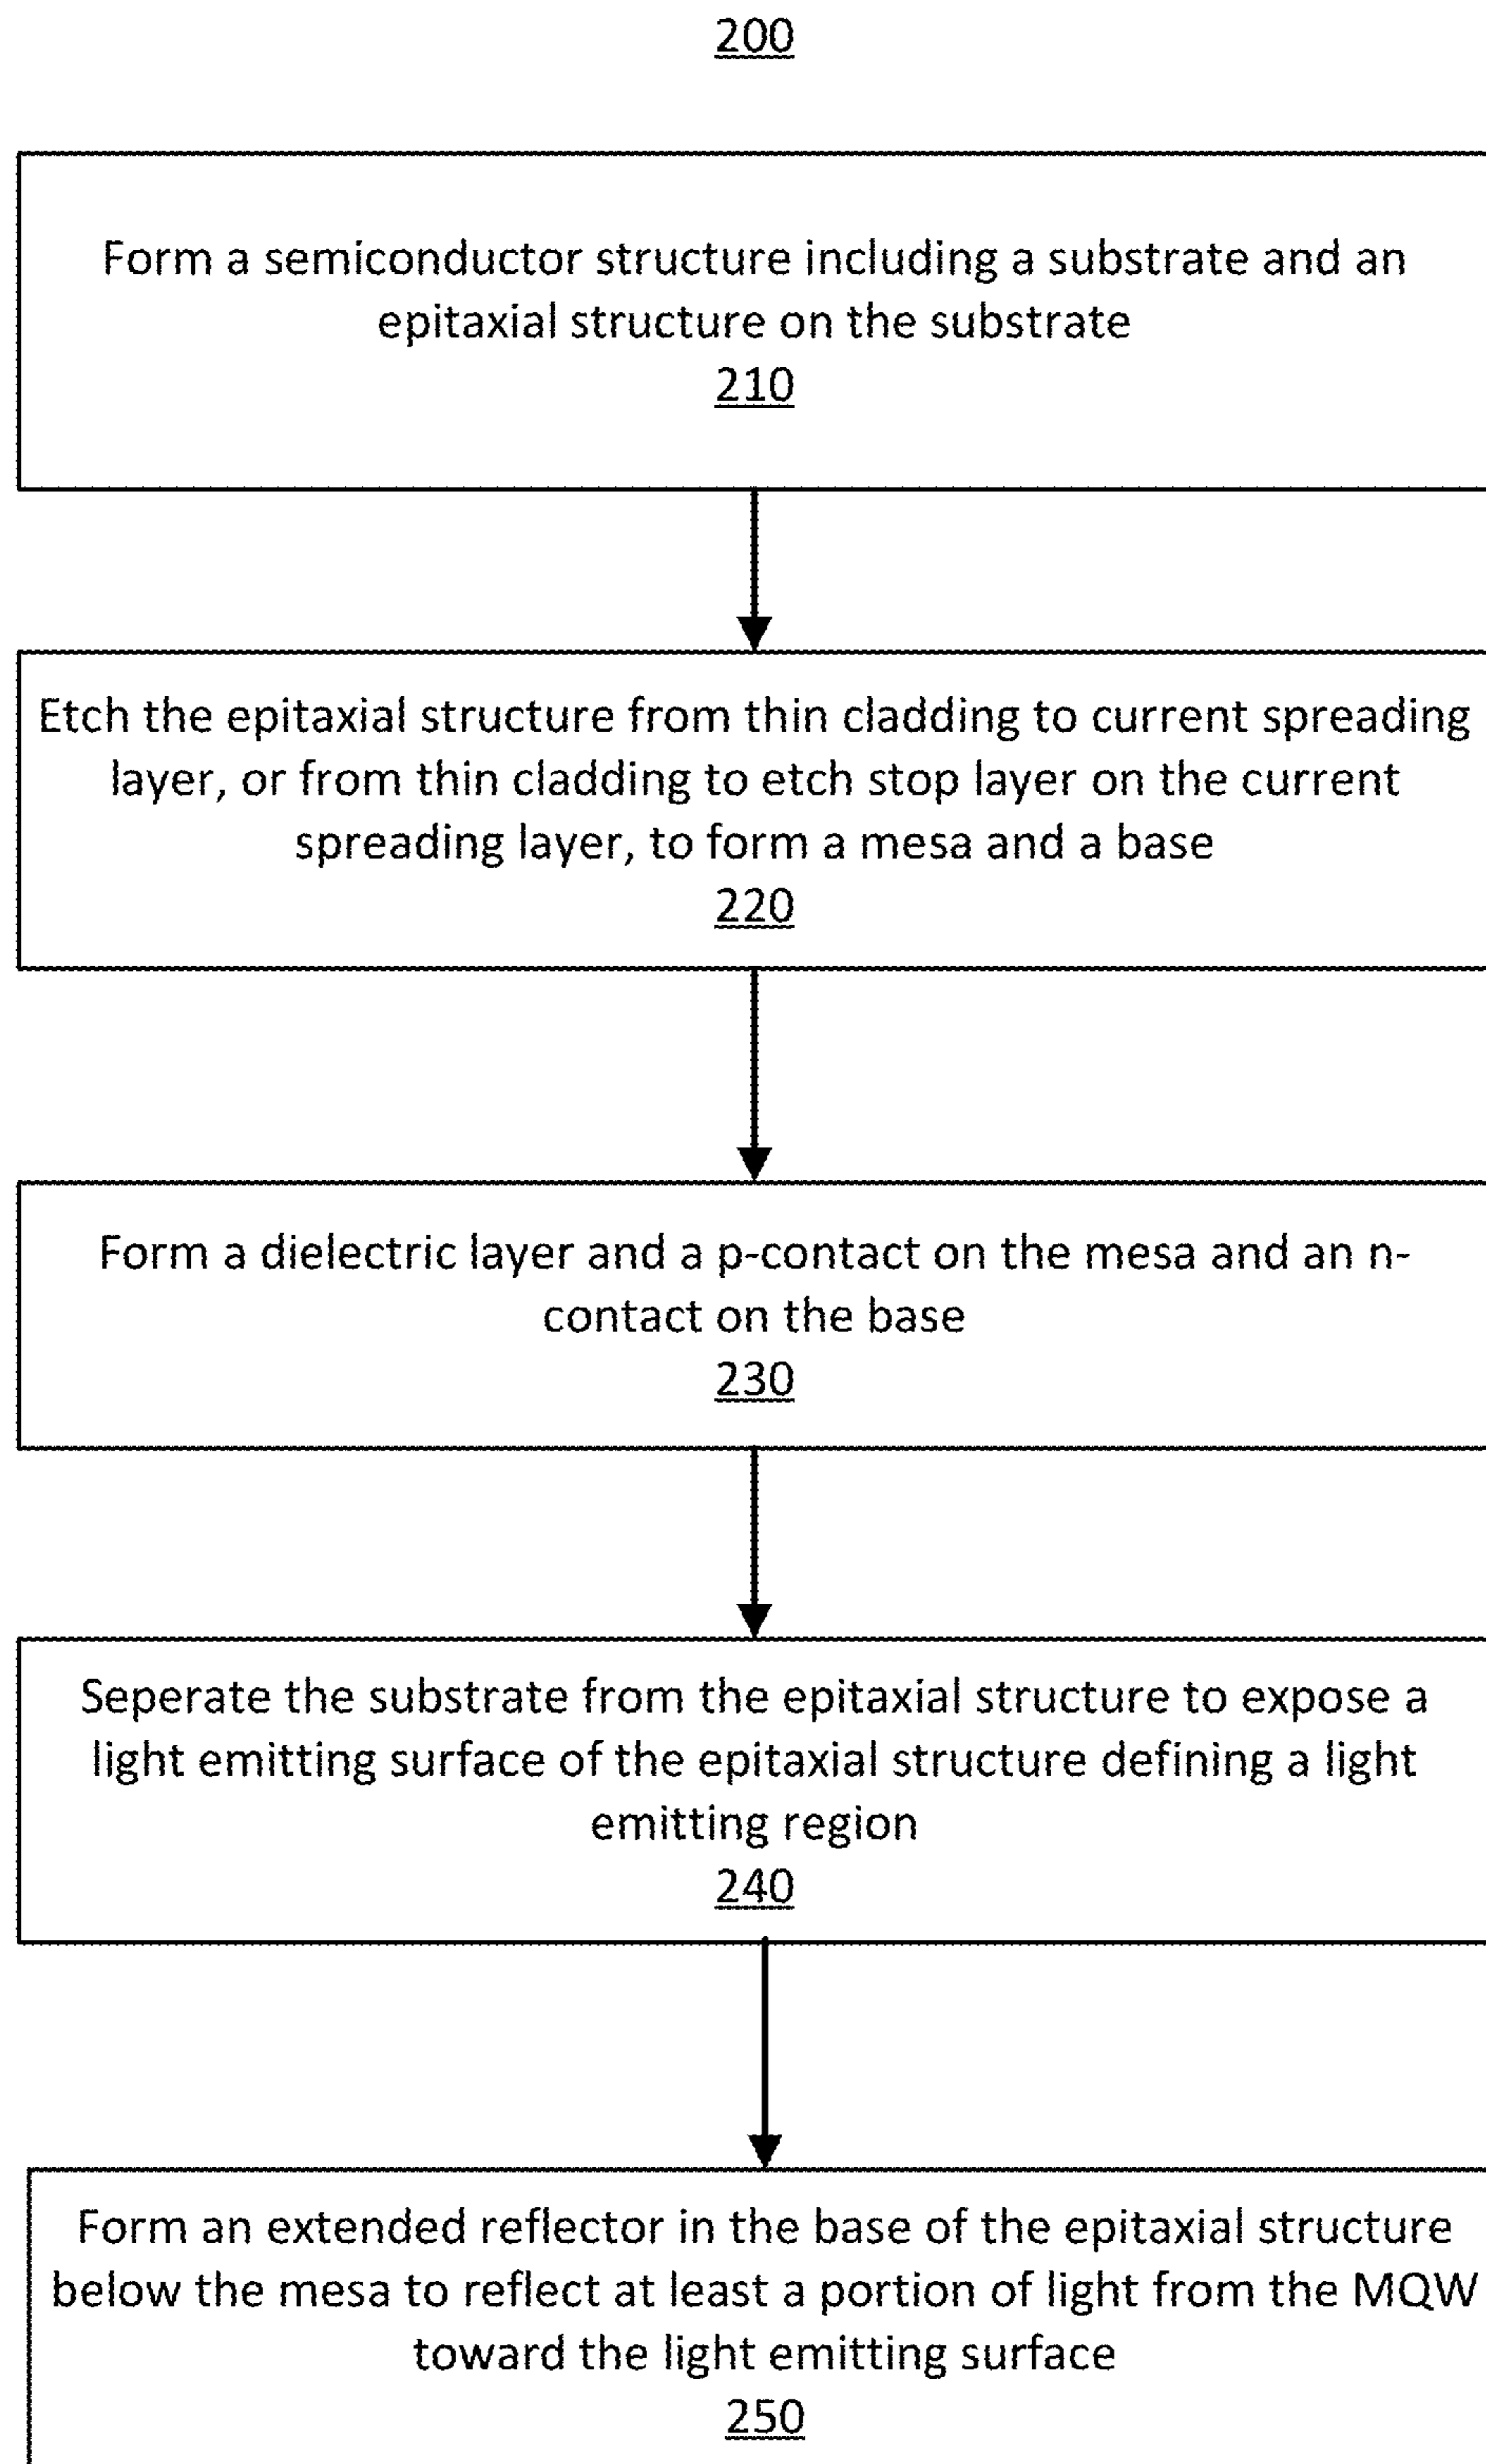 200
Form a semiconductor structure including a substrate and an
epitaxial structure on the substrate
210
Etch the epitaxial structure from thin cladding to current spreading
layer, or from thin cladding to etch stop layer on the current
spreading layer, to form a mesa and a base
220
Form a dielectric layer and a p-contact on the mesa and an n-
contact on the base
230
Seperate the substrate from the epitaxial structure to expose a
light emitting surface of the epitaxial structure defining a light
emitting region
240
Form an extended reflector in the base of the epitaxial structure
below the mesa to reflect at least a portion of light from the MQW
toward the light emitting surface
250